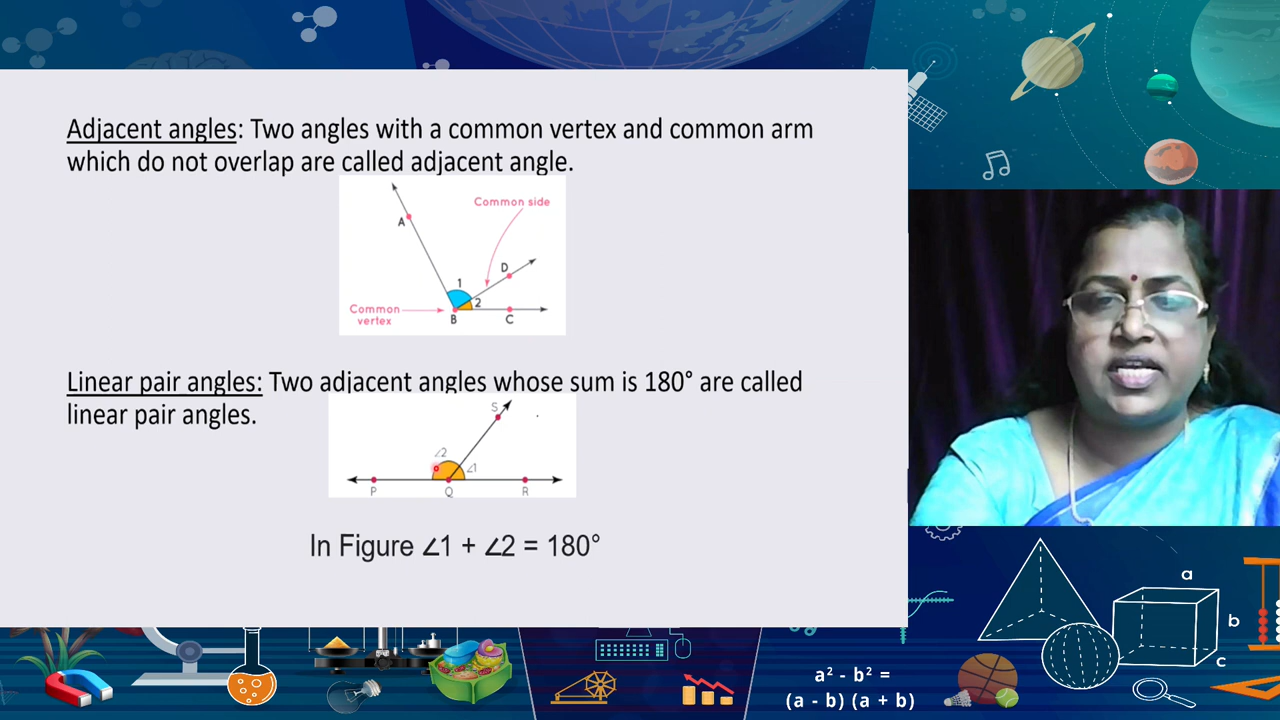 Adjacent angles: Two angles with a common vertex and common arm
which do not overlap are called adjacent angle.
Common side
A
D
1
2
Common
vertex
B
C
Linear pair angles: Two adjacent angles whose sum is 180° are called
linear pair angles.
S
∠2
∠1
P
Q
R
In Figure ∠1 + ∠2 = 180°
a
b
c
a² - b² =
(a - b) (a + b)